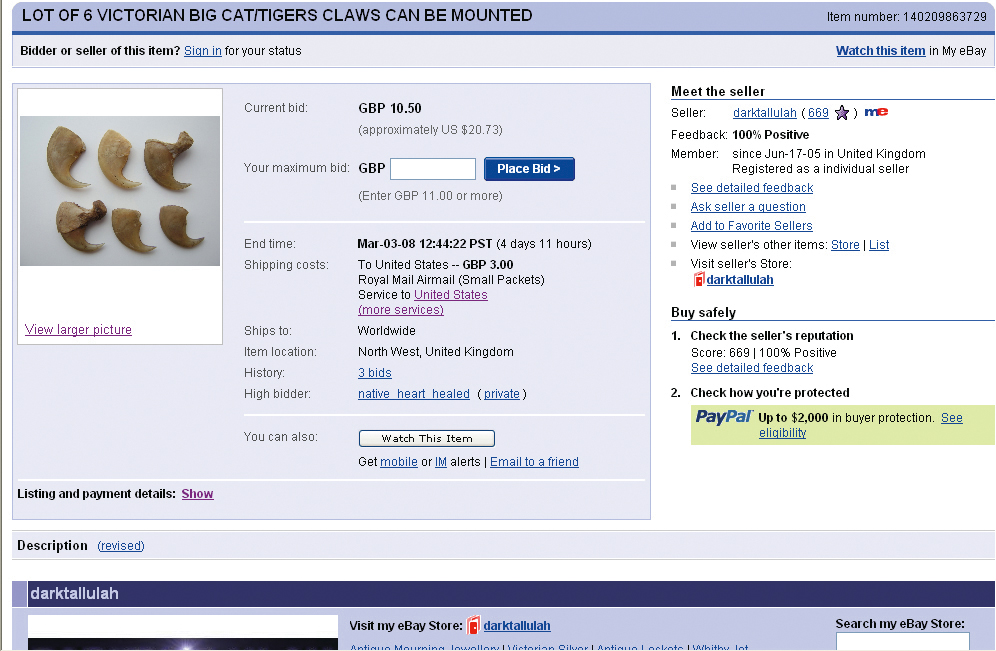 LOT OF 6 VICTORIAN BIG CAT/TIGERS CLAWS CAN BE MOUNTED
Item number: 140209863729
Bidder or seller of this item? Sign in for your status
Watch this item in My eBay
View larger picture
Current bid: GBP 10.50
(approximately US $20.73)
Your maximum bid: GBP Place Bid >
(Enter GBP 11.00 or more)
End time: Mar-03-08 12:44:22 PST (4 days 11 hours)
Shipping costs: To United States -- GBP 3.00
Royal Mail Airmail (Small Packets)
Service to United States
(more services)
Ships to: Worldwide
Item location: North West, United Kingdom
History: 3 bids
High bidder: native_heart_healed ( private )
You can also: Watch This Item
Get mobile or IM alerts | Email to a friend
Listing and payment details: Show
Meet the seller
Seller: darktallulah ( 669 ) me
Feedback: 100% Positive
Member: since Jun-17-05 in United Kingdom
Registered as a individual seller
See detailed feedback
Ask seller a question
Add to Favorite Sellers
View seller's other items: Store | List
Visit seller's Store:
darktallulah
Buy safely
1. Check the seller's reputation
Score: 669 | 100% Positive
See detailed feedback
2. Check how you're protected
PayPal Up to $2,000 in buyer protection. See
eligibility
Description (revised)
darktallulah
Visit my eBay Store: darktallulah
Antique Mourning Jewellery | Victorian Silver | Antique Lockets | Whitby Jet
Search my eBay Store: